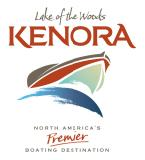 Lake of the Woods
KENORA
NORTH AMERICA'S
Premier
BOATING DESTINATION